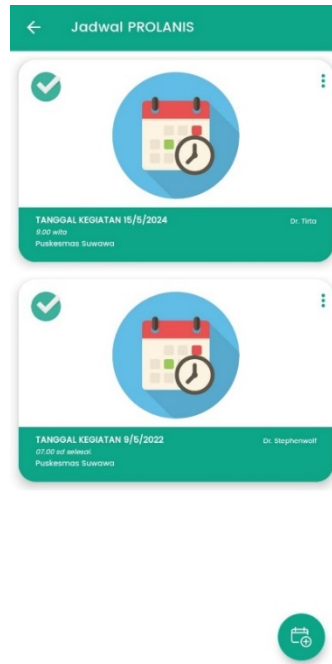 Jadwal PROLANIS
TANGGAL KEGIATAN 15/5/2024
Dr. Tirta
9.00 wita
Puskesmas Suwawa
TANGGAL KEGIATAN 9/5/2022
Dr. Stephenwolf
07.00 sd selesai.
Puskesmas Suwawa